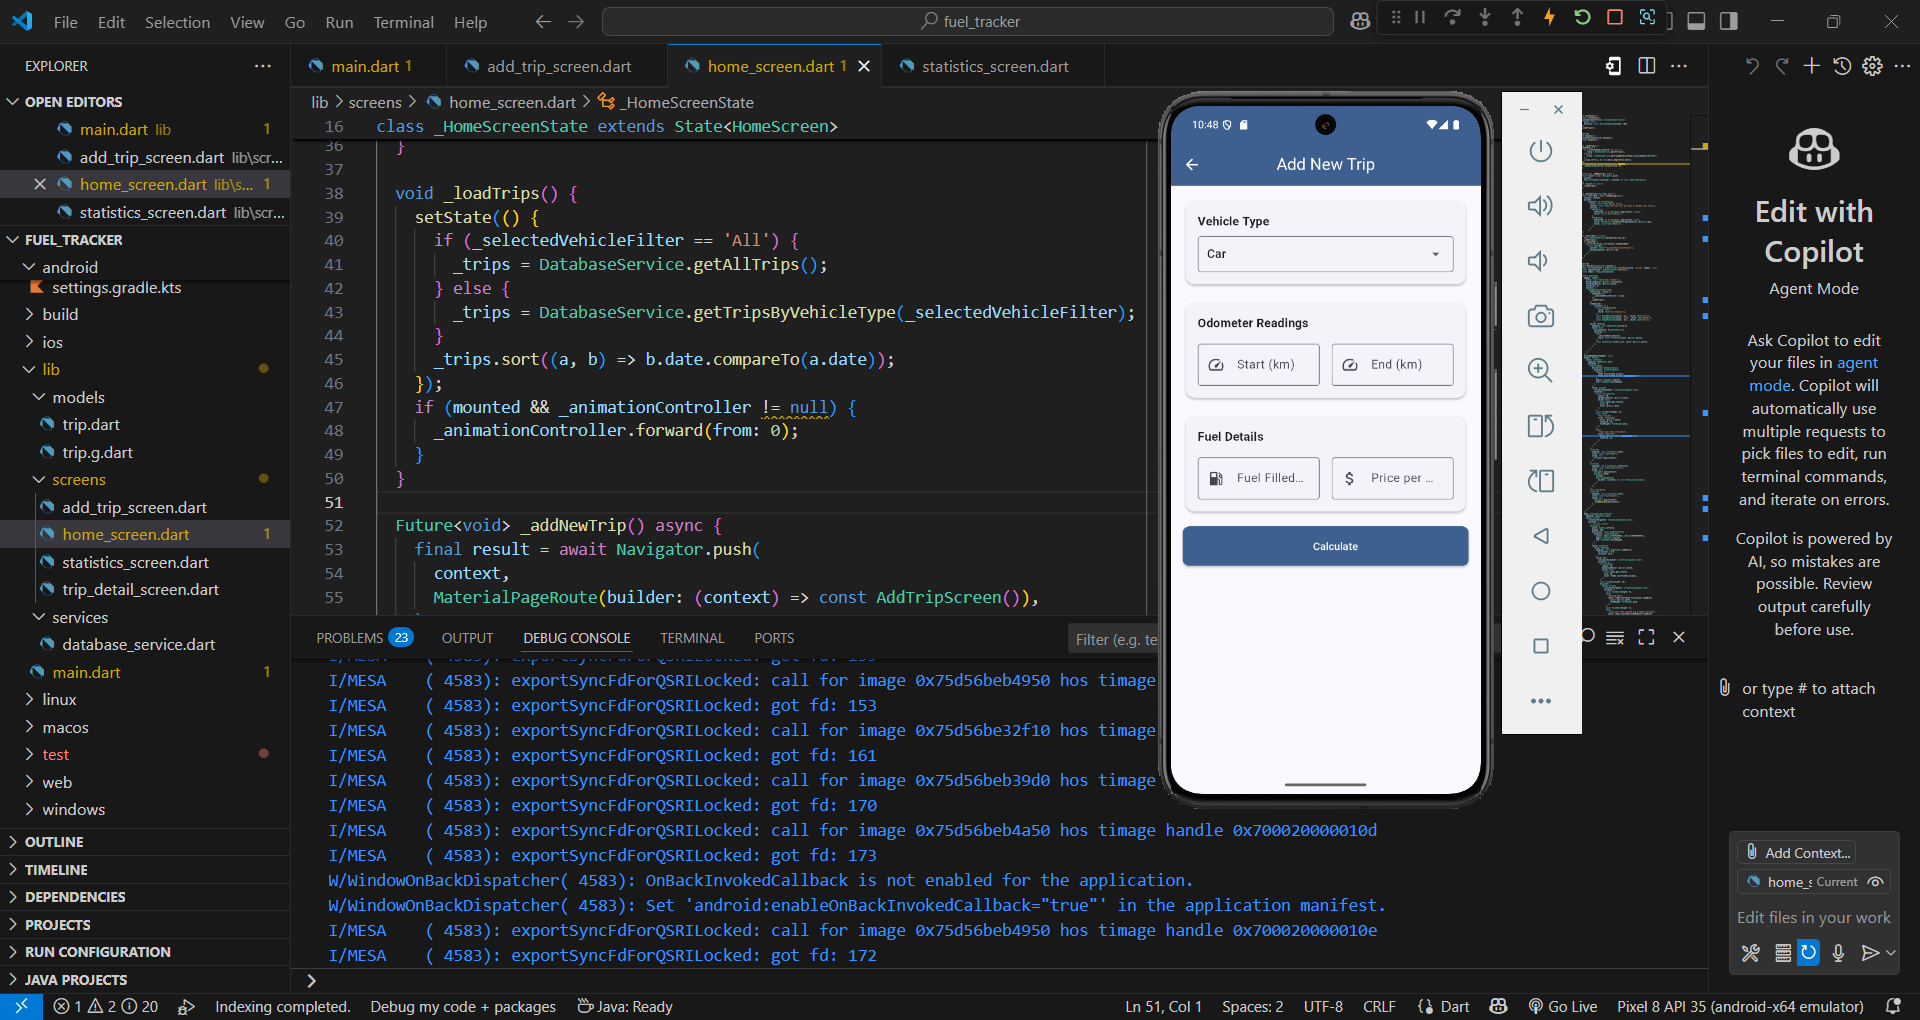 File Edit Selection View Go Run Terminal Help
fuel_tracker
EXPLORER
OPEN EDITORS
main.dart lib 1
add_trip_screen.dart lib\scr...
home_screen.dart lib\s... 1
statistics_screen.dart lib\scr...
FUEL_TRACKER
android
settings.gradle.kts
build
ios
lib
models
trip.dart
trip.g.dart
screens
add_trip_screen.dart
home_screen.dart 1
statistics_screen.dart
trip_detail_screen.dart
services
database_service.dart
main.dart 1
linux
macos
test
web
windows
OUTLINE
TIMELINE
DEPENDENCIES
PROJECTS
RUN CONFIGURATION
JAVA PROJECTS
main.dart 1
add_trip_screen.dart
home_screen.dart 1
statistics_screen.dart
lib > screens > home_screen.dart > _HomeScreenState
16 class _HomeScreenState extends State<HomeScreen>
36 }
37
38 void _loadTrips() {
39 setState(() {
40 if (_selectedVehicleFilter == 'All') {
41 _trips = DatabaseService.getAllTrips();
42 } else {
43 _trips = DatabaseService.getTripsByVehicleType(_selectedVehicleFilter);
44 }
45 _trips.sort((a, b) => b.date.compareTo(a.date));
46 });
47 if (mounted && _animationController != null) {
48 _animationController.forward(from: 0);
49 }
50 }
51
52 Future<void> _addNewTrip() async {
53 final result = await Navigator.push(
54 context,
55 MaterialPageRoute(builder: (context) => const AddTripScreen()),
PROBLEMS 23 OUTPUT DEBUG CONSOLE TERMINAL PORTS
Filter (e.g. te
I/MESA ( 4583): exportSyncFdForQSRILocked: call for image 0x75d56beb4950 hos timage
I/MESA ( 4583): exportSyncFdForQSRILocked: got fd: 153
I/MESA ( 4583): exportSyncFdForQSRILocked: call for image 0x75d56be32f10 hos timage
I/MESA ( 4583): exportSyncFdForQSRILocked: got fd: 161
I/MESA ( 4583): exportSyncFdForQSRILocked: call for image 0x75d56beb39d0 hos timage
I/MESA ( 4583): exportSyncFdForQSRILocked: got fd: 170
I/MESA ( 4583): exportSyncFdForQSRILocked: call for image 0x75d56beb4a50 hos timage handle 0x700020000010d
I/MESA ( 4583): exportSyncFdForQSRILocked: got fd: 173
W/WindowOnBackDispatcher( 4583): OnBackInvokedCallback is not enabled for the application.
W/WindowOnBackDispatcher( 4583): Set 'android:enableOnBackInvokedCallback="true"' in the application manifest.
I/MESA ( 4583): exportSyncFdForQSRILocked: call for image 0x75d56beb4950 hos timage handle 0x700020000010e
I/MESA ( 4583): exportSyncFdForQSRILocked: got fd: 172
10:48
Add New Trip
Vehicle Type
Car
Odometer Readings
Start (km) End (km)
Fuel Details
Fuel Filled... Price per ...
Calculate
Edit with
Copilot
Agent Mode
Ask Copilot to edit
your files in agent
mode. Copilot will
automatically use
multiple requests to
pick files to edit, run
terminal commands,
and iterate on errors.
Copilot is powered by
AI, so mistakes are
possible. Review
output carefully
before use.
or type # to attach
context
Add Context...
home_s Current
Edit files in your work
1 2 20 Indexing completed. Debug my code + packages Java: Ready
Ln 51, Col 1 Spaces: 2 UTF-8 CRLF Dart Go Live Pixel 8 API 35 (android-x64 emulator)